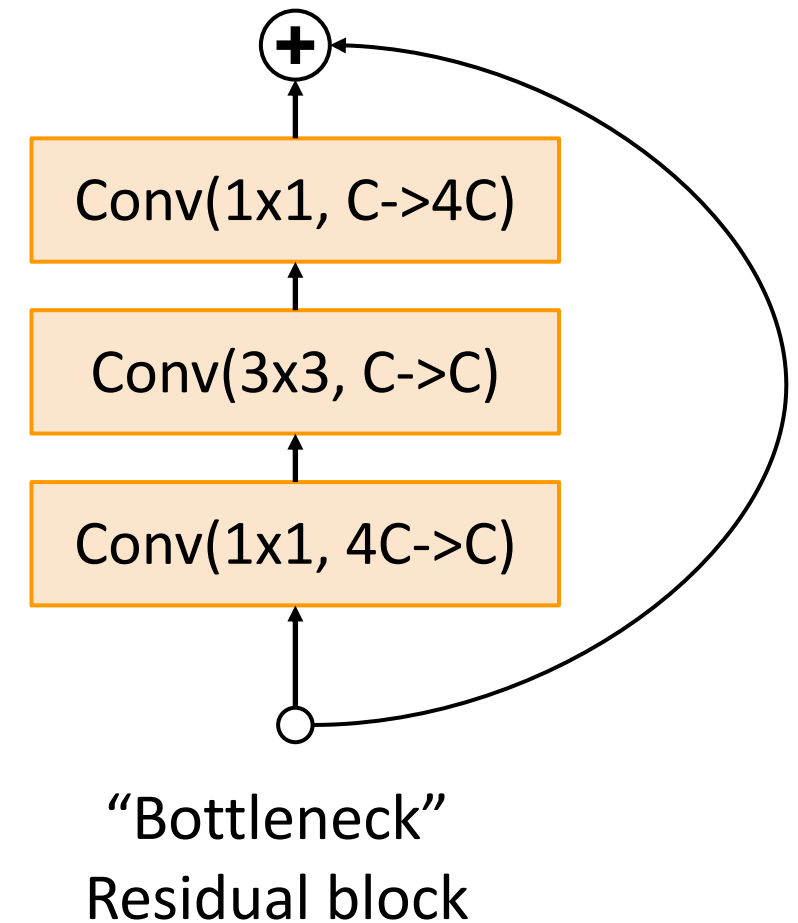 +
Conv(1x1, C->4C)
Conv(3x3, C->C)
Conv(1x1, 4C->C)
“Bottleneck”
Residual block